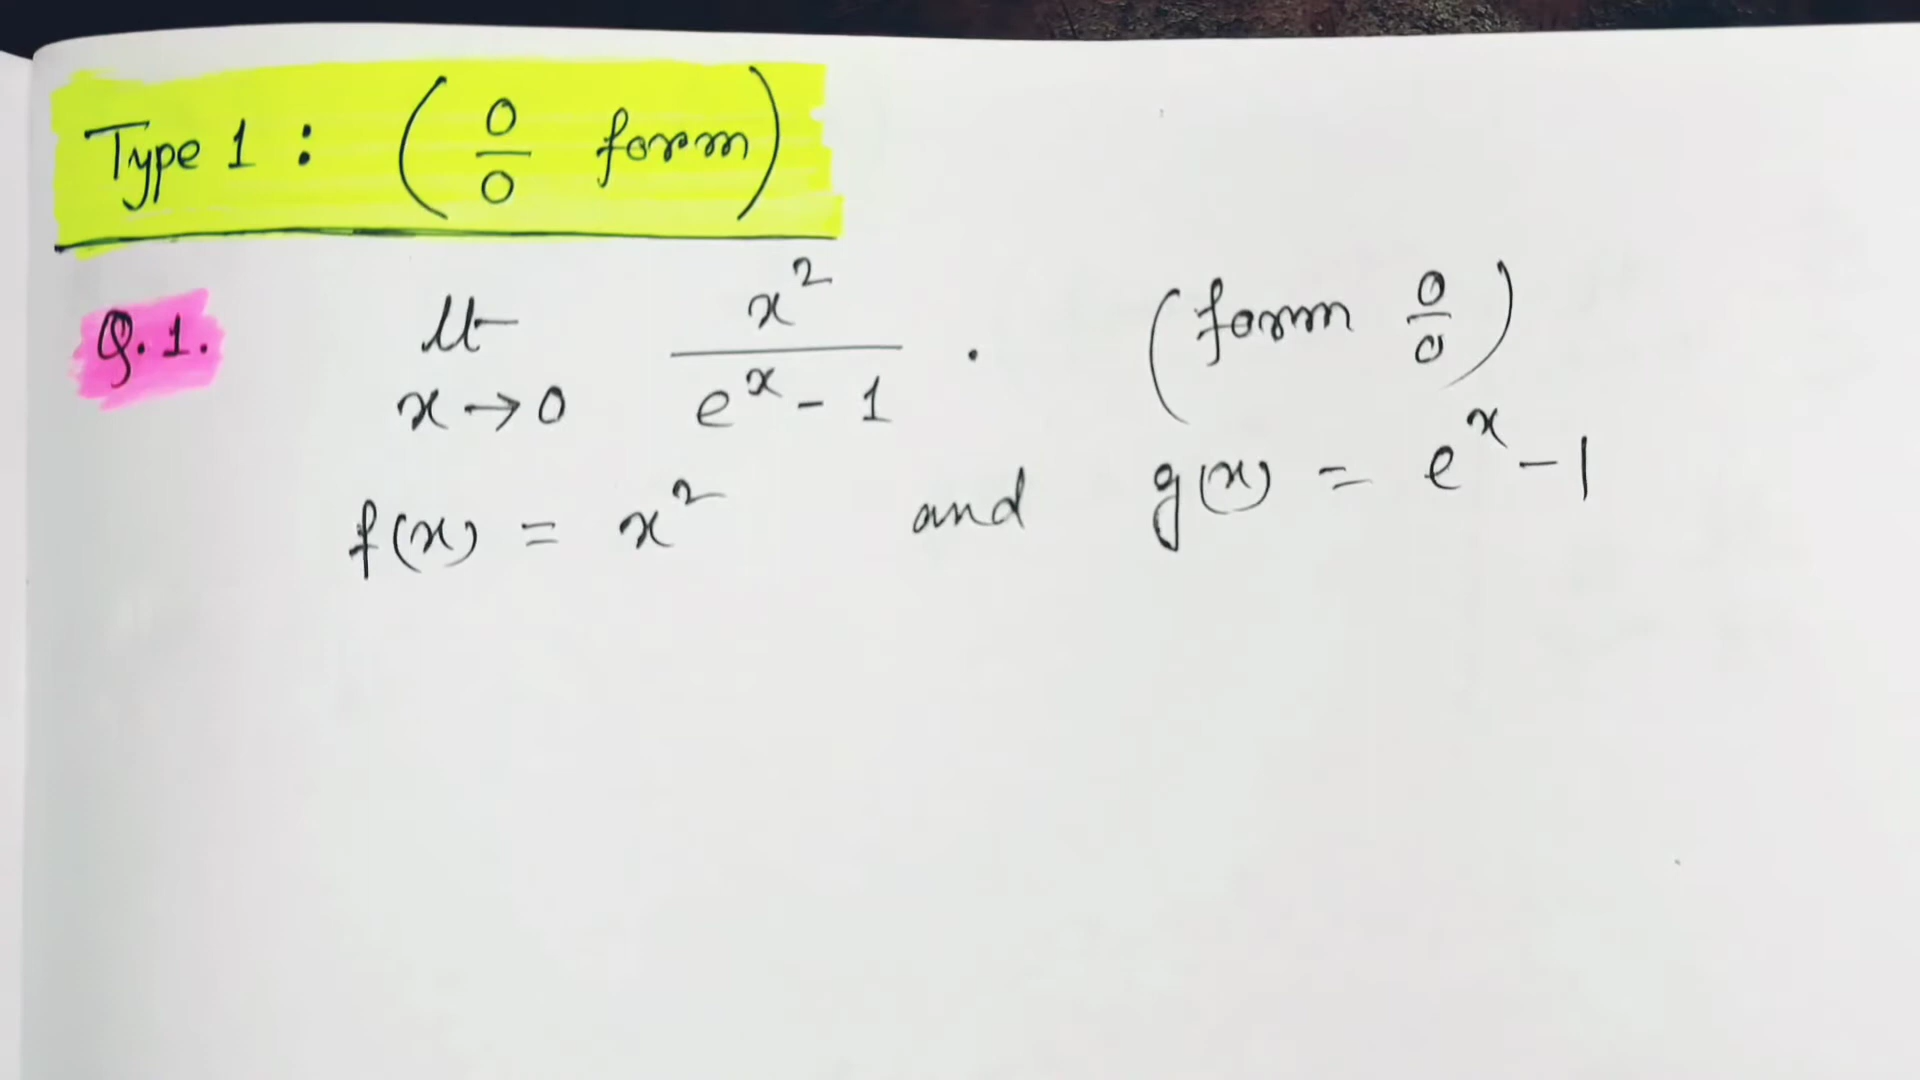 Type 1 : ( 0/0 form)
Q.1. lt x→0 x²/(eˣ - 1) . (form 0/0)
f(x) = x² and g(x) = eˣ - 1